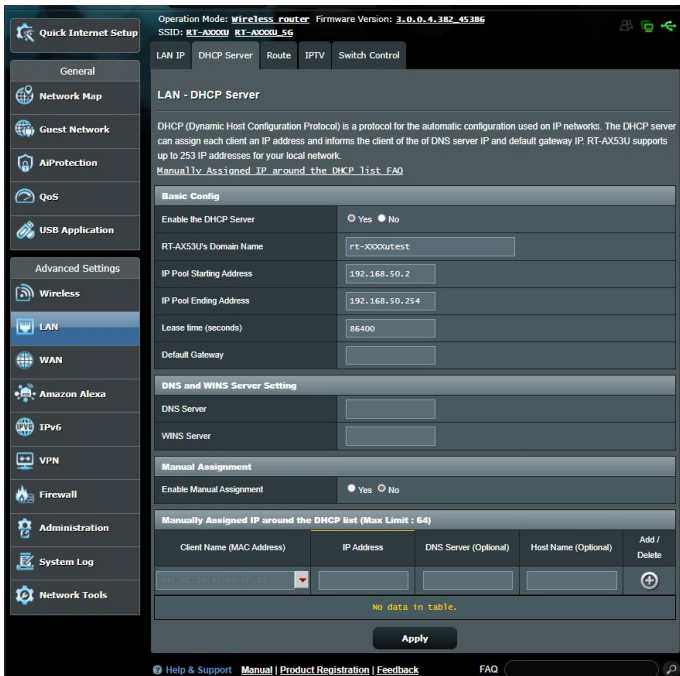 Quick Internet Setup
General
Network Map
Guest Network
AiProtection
QoS
USB Application
Advanced Settings
Wireless
LAN
WAN
Amazon Alexa
IPv6
VPN
Firewall
Administration
System Log
Network Tools
Operation Mode: Wireless router Firmware Version: 3.0.0.4.382_45386
SSID: RT-AXXXU RT-AXXXU_5G
LAN IP DHCP Server Route IPTV Switch Control
LAN - DHCP Server
DHCP (Dynamic Host Configuration Protocol) is a protocol for the automatic configuration used on IP networks. The DHCP server
can assign each client an IP address and informs the client of the of DNS server IP and default gateway IP. RT-AX53U supports
up to 253 IP addresses for your local network.
Manually Assigned IP around the DHCP list FAQ
Basic Config
Enable the DHCP Server Yes No
RT-AX53U's Domain Name rt-XXXXutest
IP Pool Starting Address 192.168.50.2
IP Pool Ending Address 192.168.50.254
Lease time (seconds) 86400
Default Gateway
DNS and WINS Server Setting
DNS Server
WINS Server
Manual Assignment
Enable Manual Assignment Yes No
Manually Assigned IP around the DHCP list (Max Limit : 64)
Client Name (MAC Address) IP Address DNS Server (Optional) Host Name (Optional) Add / Delete
No data in table.
Apply
Help & Support Manual | Product Registration | Feedback FAQ